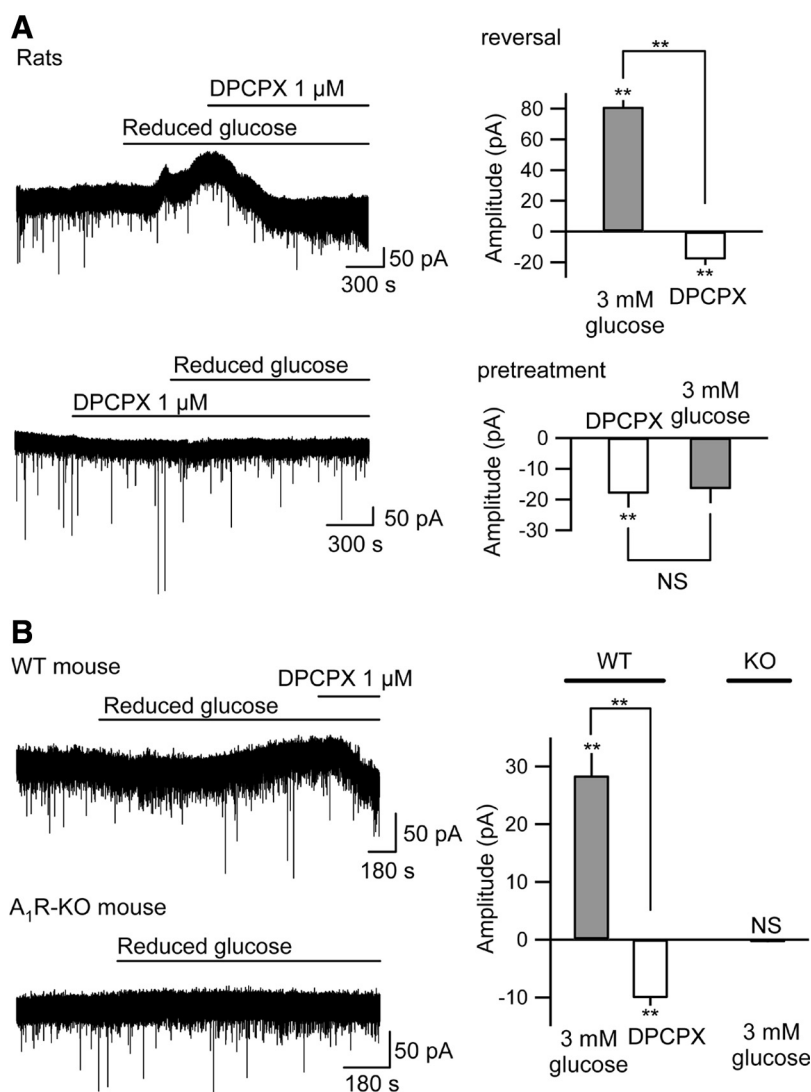 A
Rats
DPCPX 1 μM
Reduced glucose
50 pA
300 s
reversal
**
**
Amplitude (pA)
80
60
40
20
0
-20
**
3 mM
glucose
DPCPX
Reduced glucose
DPCPX 1 μM
50 pA
300 s
pretreatment
3 mM
glucose
DPCPX
Amplitude (pA)
0
-10
-20
-30
**
NS
B
WT mouse
DPCPX 1 μM
Reduced glucose
50 pA
180 s
A₁R-KO mouse
Reduced glucose
50 pA
180 s
WT
KO
**
**
Amplitude (pA)
30
20
10
0
-10
NS
**
3 mM
glucose
DPCPX
3 mM
glucose